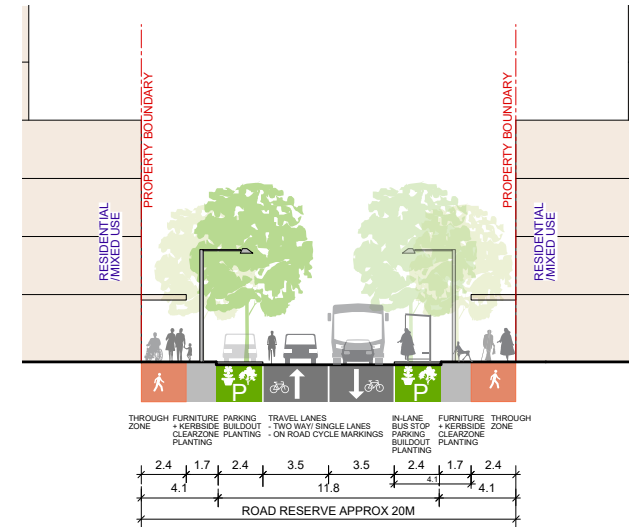 PROPERTY BOUNDARY
PROPERTY BOUNDARY
RESIDENTIAL
/MIXED USE
RESIDENTIAL
/MIXED USE
P
P
THROUGH
ZONE
FURNITURE
+ KERBSIDE
CLEARZONE
PLANTING
PARKING
BUILDOUT
PLANTING
TRAVEL LANES
- TWO WAY/ SINGLE LANES
- ON ROAD CYCLE MARKINGS
IN-LANE
BUS STOP
PARKING
BUILDOUT
PLANTING
FURNITURE
+ KERBSIDE
CLEARZONE
PLANTING
THROUGH
ZONE
2.4 1.7 2.4 3.5 3.5 2.4 1.7 2.4
4.1
4.1 11.8 4.1
ROAD RESERVE APPROX 20M